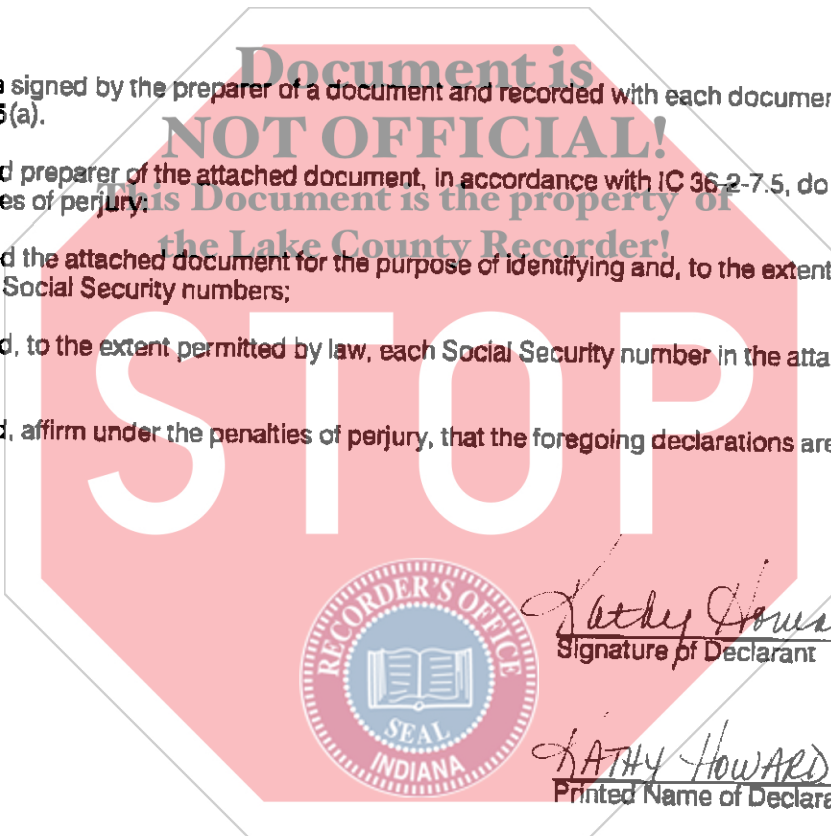 Document is
signed by the preparer of a document and recorded with each documen
(a).
NOT OFFICIAL!
d preparer of the attached document, in accordance with IC 36-2-7.5, do
es of perjury:
This Document is the property of
the Lake County Recorder!
d the attached document for the purpose of identifying and, to the extent
Social Security numbers;
STOP
d, to the extent permitted by law, each Social Security number in the atta
d, affirm under the penalties of perjury, that the foregoing declarations are
RECORDER'S OFFICE
SEAL
INDIANA
Kathy Howa
Signature of Declarant
KATHY HOWARD
Printed Name of Declara